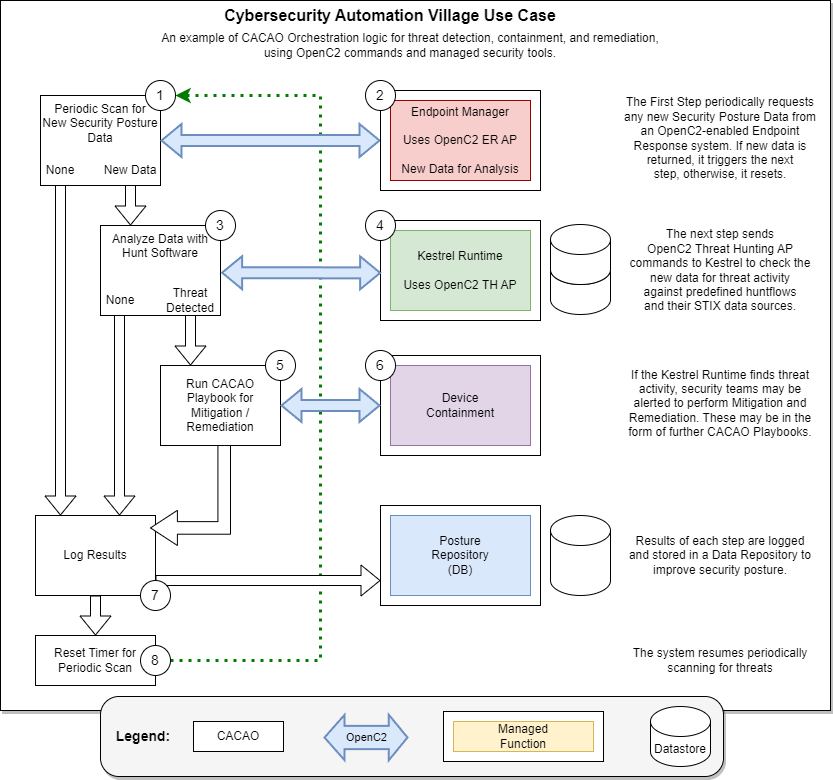 Cybersecurity Automation Village Use Case
An example of CACAO Orchestration logic for threat detection, containment, and remediation,
using OpenC2 commands and managed security tools.
1
Periodic Scan for
New Security Posture
Data
None
New Data
2
Endpoint Manager
Uses OpenC2 ER AP
New Data for Analysis
The First Step periodically requests
any new Security Posture Data from
an OpenC2-enabled Endpoint
Response system. If new data is
returned, it triggers the next
step, otherwise, it resets.
3
Analyze Data with
Hunt Software
None
Threat
Detected
4
Kestrel Runtime
Uses OpenC2 TH AP
The next step sends
OpenC2 Threat Hunting AP
commands to Kestrel to check the
new data for threat activity
against predefined huntflows
and their STIX data sources.
5
Run CACAO
Playbook for
Mitigation /
Remediation
6
Device
Containment
If the Kestrel Runtime finds threat
activity, security teams may be
alerted to perform Mitigation and
Remediation. These may be in the
form of further CACAO Playbooks.
Log Results
7
Posture
Repository
(DB)
Results of each step are logged
and stored in a Data Repository to
improve security posture.
Reset Timer for
Periodic Scan
8
The system resumes periodically
scanning for threats
Legend:
CACAO
OpenC2
Managed
Function
Datastore